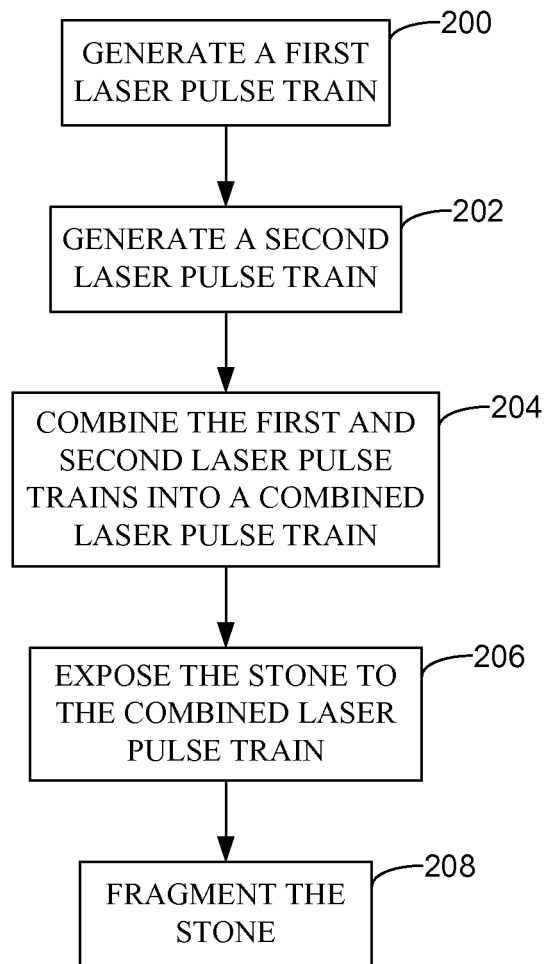 200
GENERATE A FIRST
LASER PULSE TRAIN
202
GENERATE A SECOND
LASER PULSE TRAIN
204
COMBINE THE FIRST AND
SECOND LASER PULSE
TRAINS INTO A COMBINED
LASER PULSE TRAIN
206
EXPOSE THE STONE TO
THE COMBINED LASER
PULSE TRAIN
208
FRAGMENT THE
STONE